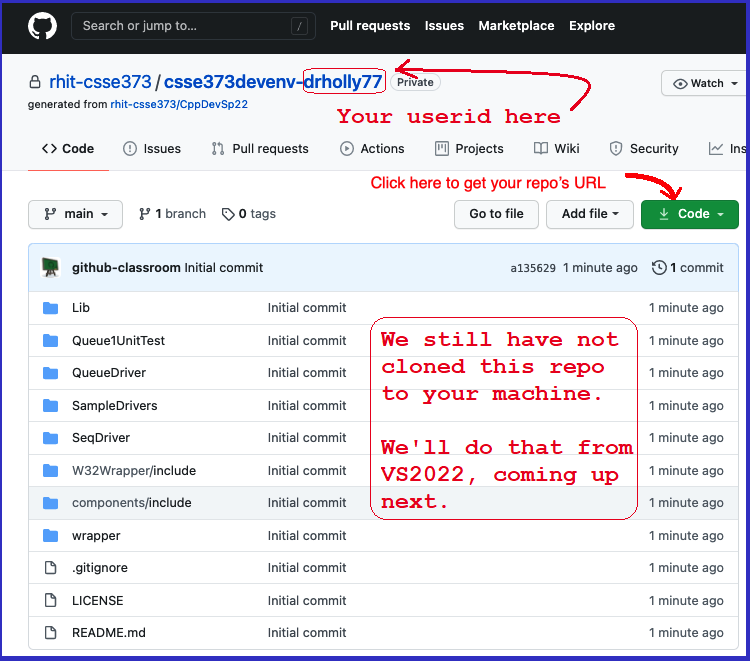 Search or jump to... /
Pull requests Issues Marketplace Explore
rhit-csse373 / csse373devenv-drholly77 Private
Watch
generated from rhit-csse373/CppDevSp22
Your userid here
<> Code Issues Pull requests Actions Projects Wiki Security Ins
Click here to get your repo's URL
main 1 branch 0 tags Go to file Add file Code
github-classroom Initial commit a135629 1 minute ago 1 commit
Lib Initial commit 1 minute ago
Queue1UnitTest Initial commit 1 minute ago
QueueDriver Initial commit 1 minute ago
SampleDrivers Initial commit 1 minute ago
SeqDriver Initial commit 1 minute ago
W32Wrapper/include Initial commit 1 minute ago
components/include Initial commit 1 minute ago
wrapper Initial commit 1 minute ago
.gitignore Initial commit 1 minute ago
LICENSE Initial commit 1 minute ago
README.md Initial commit 1 minute ago
We still have not
cloned this repo
to your machine.
We'll do that from
VS2022, coming up
next.